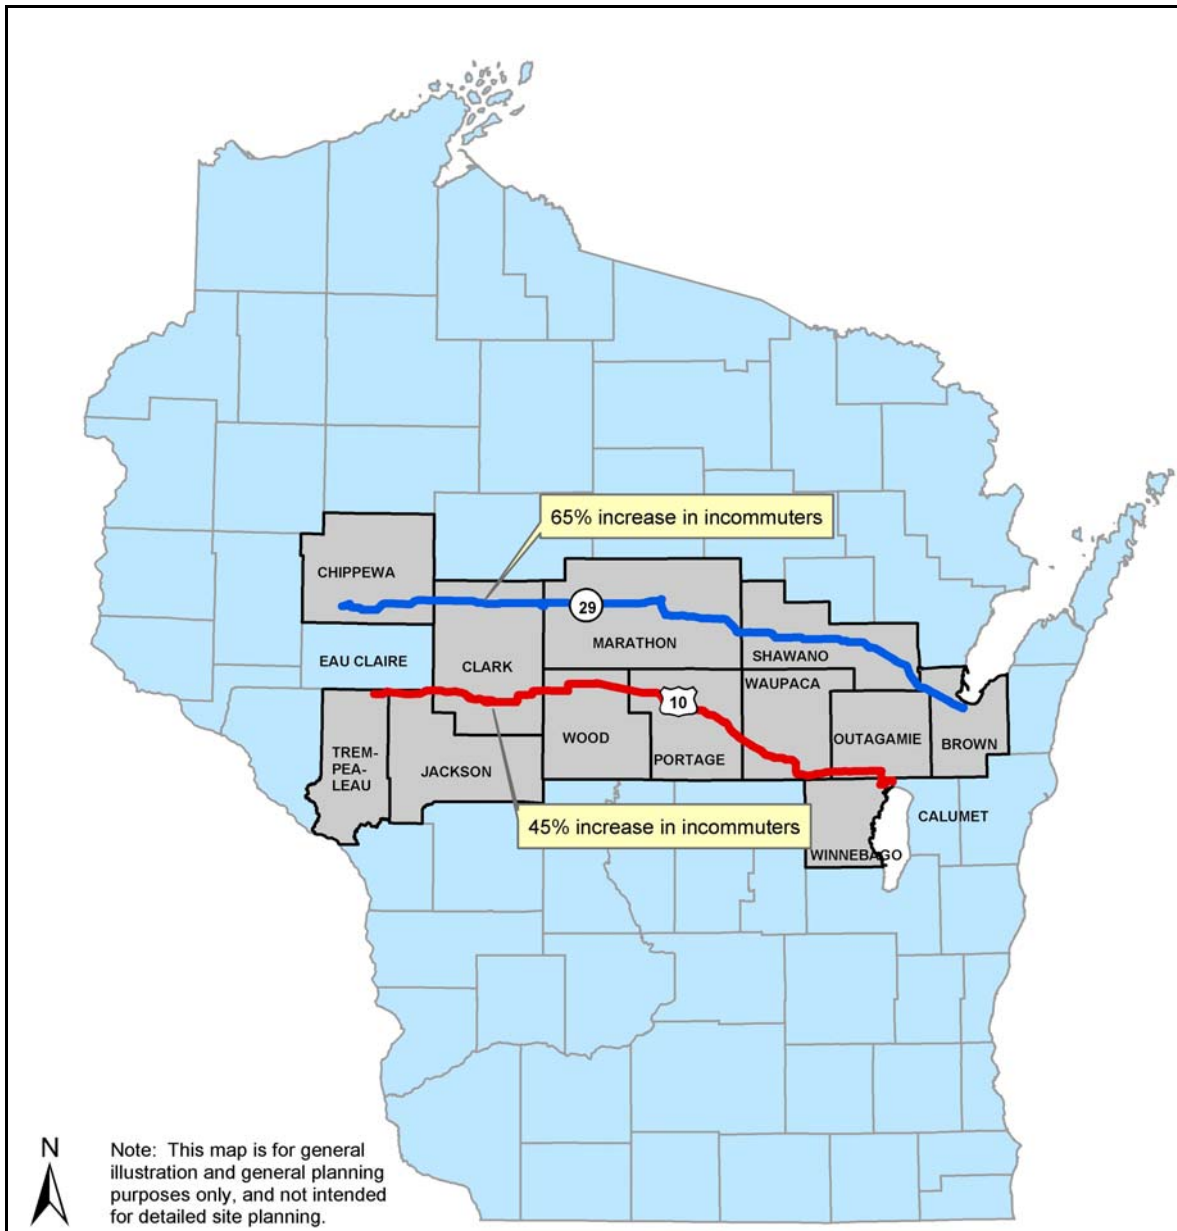 65% increase in incommuters
CHIPPEWA
29
MARATHON
EAU CLAIRE
CLARK
SHAWANO
WAUPACA
10
WOOD
OUTAGAMIE
BROWN
PORTAGE
TREM-
PEA-
LEAU
JACKSON
CALUMET
45% increase in incommuters
WINNEBAGO
N
Note: This map is for general
illustration and general planning
purposes only, and not intended
for detailed site planning.